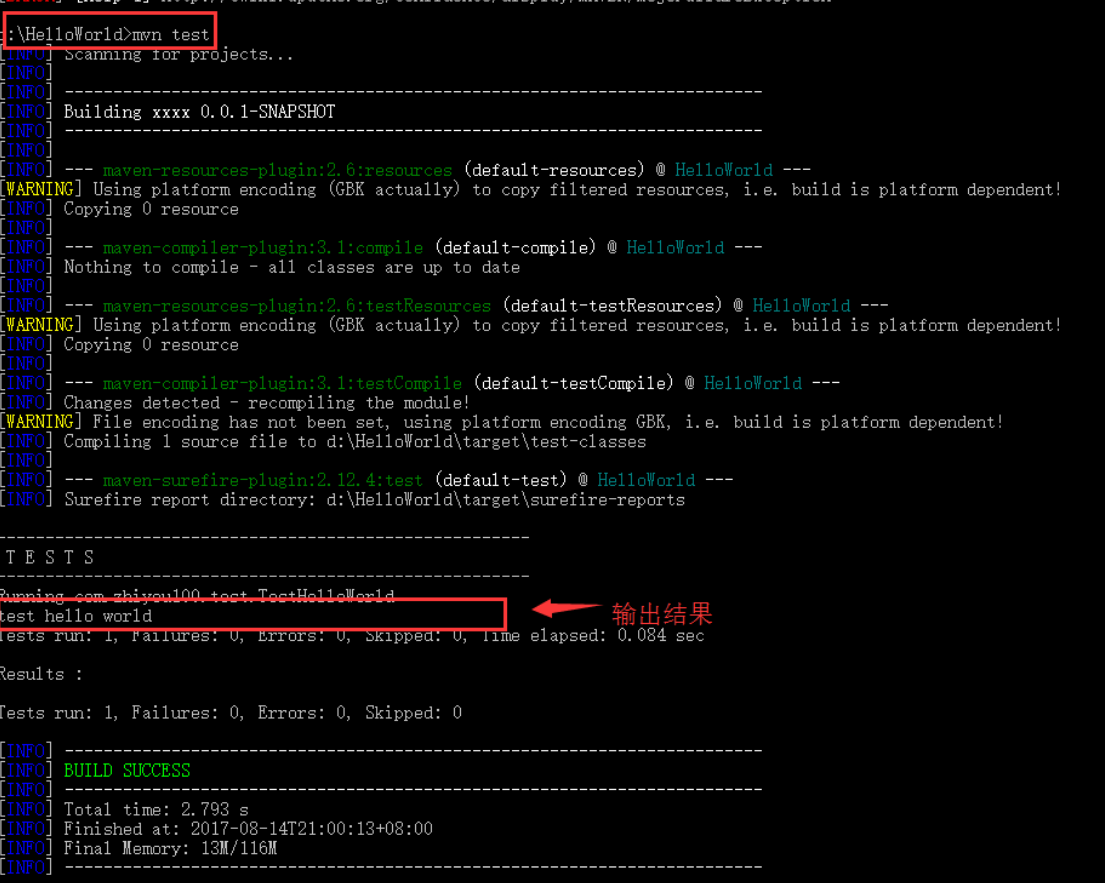 :\HelloWorld>mvn test
[INFO] Scanning for projects...
[INFO]
[INFO] ------------------------------------------------------------------------
[INFO] Building xxxx 0.0.1-SNAPSHOT
[INFO] ------------------------------------------------------------------------
[INFO]
[INFO] --- maven-resources-plugin:2.6:resources (default-resources) @ HelloWorld ---
[WARNING] Using platform encoding (GBK actually) to copy filtered resources, i.e. build is platform dependent!
[INFO] Copying 0 resource
[INFO]
[INFO] --- maven-compiler-plugin:3.1:compile (default-compile) @ HelloWorld ---
[INFO] Nothing to compile - all classes are up to date
[INFO]
[INFO] --- maven-resources-plugin:2.6:testResources (default-testResources) @ HelloWorld ---
[WARNING] Using platform encoding (GBK actually) to copy filtered resources, i.e. build is platform dependent!
[INFO] Copying 0 resource
[INFO]
[INFO] --- maven-compiler-plugin:3.1:testCompile (default-testCompile) @ HelloWorld ---
[INFO] Changes detected - recompiling the module!
[WARNING] File encoding has not been set, using platform encoding GBK, i.e. build is platform dependent!
[INFO] Compiling 1 source file to d:\HelloWorld\target\test-classes
[INFO]
[INFO] --- maven-surefire-plugin:2.12.4:test (default-test) @ HelloWorld ---
[INFO] Surefire report directory: d:\HelloWorld\target\surefire-reports
-------------------------------------------------------
T E S T S
-------------------------------------------------------
Running com.zhiyou100.test.TestHelloWorld
test hello world
输出结果
Tests run: 1, Failures: 0, Errors: 0, Skipped: 0, Time elapsed: 0.084 sec
Results :
Tests run: 1, Failures: 0, Errors: 0, Skipped: 0
[INFO] ------------------------------------------------------------------------
[INFO] BUILD SUCCESS
[INFO] ------------------------------------------------------------------------
[INFO] Total time: 2.793 s
[INFO] Finished at: 2017-08-14T21:00:13+08:00
[INFO] Final Memory: 13M/116M
[INFO] ------------------------------------------------------------------------